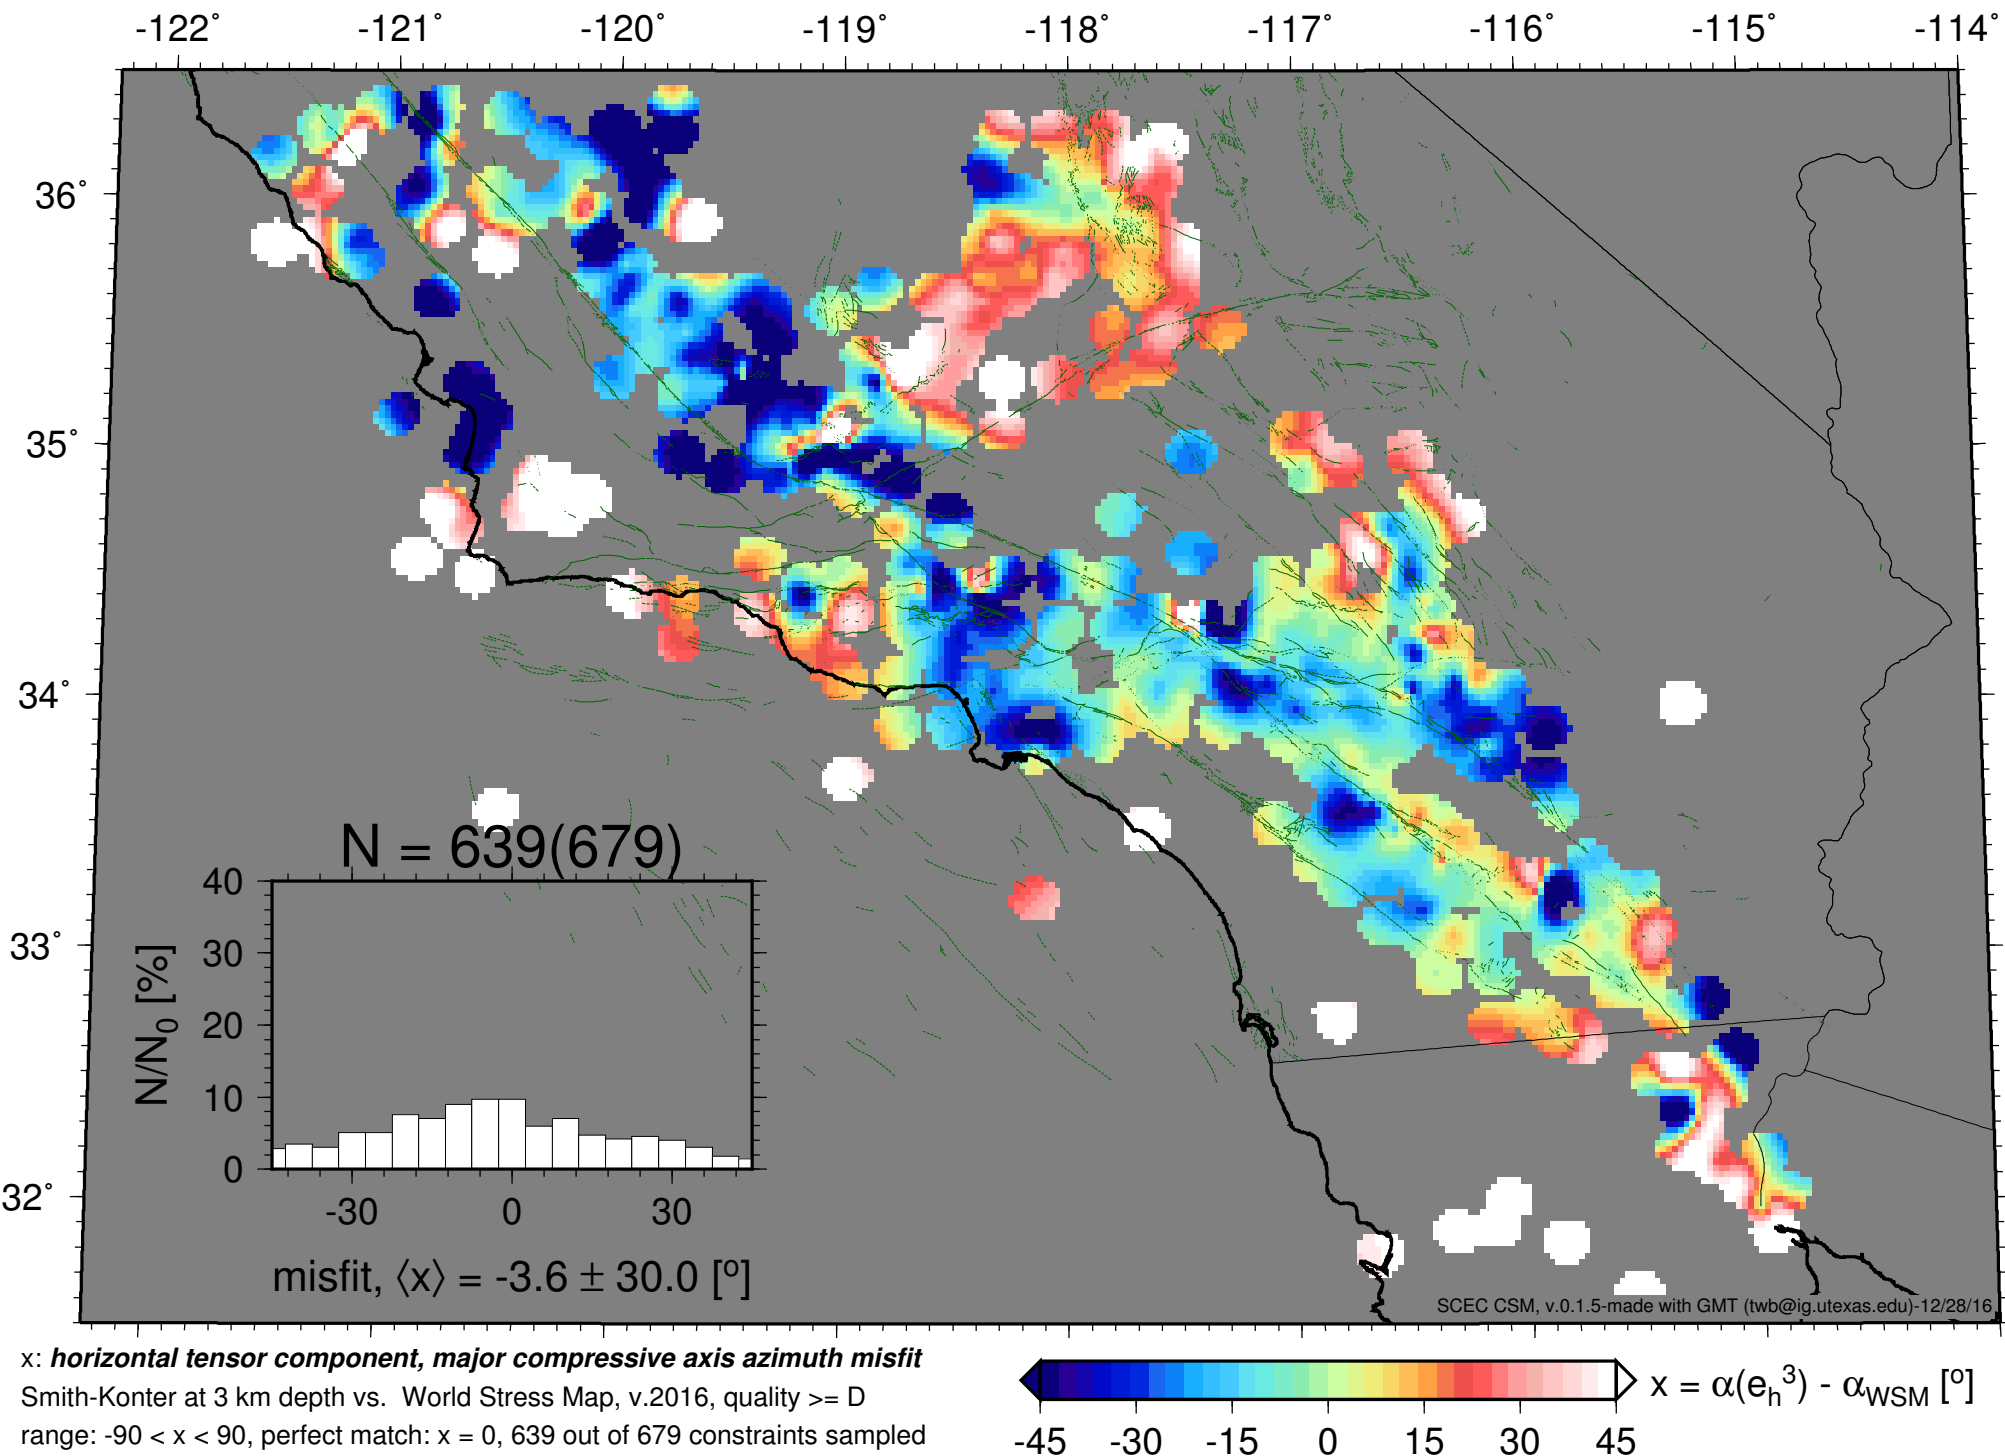 -122° -121° -120° -119° -118° -117° -116° -115° -114°
36°
35°
34°
33°
32°
N = 639(679)
40
30
20
10
0
N/N0 [%]
-30 0 30
misfit, ⟨x⟩ = -3.6 ± 30.0 [o]
SCEC CSM, v.0.1.5-made with GMT (twb@ig.utexas.edu)-12/28/16
x: horizontal tensor component, major compressive axis azimuth misfit
Smith-Konter at 3 km depth vs. World Stress Map, v.2016, quality >= D
range: -90 < x < 90, perfect match: x = 0, 639 out of 679 constraints sampled
x = α(eh3) - αWSM [o]
-45 -30 -15 0 15 30 45